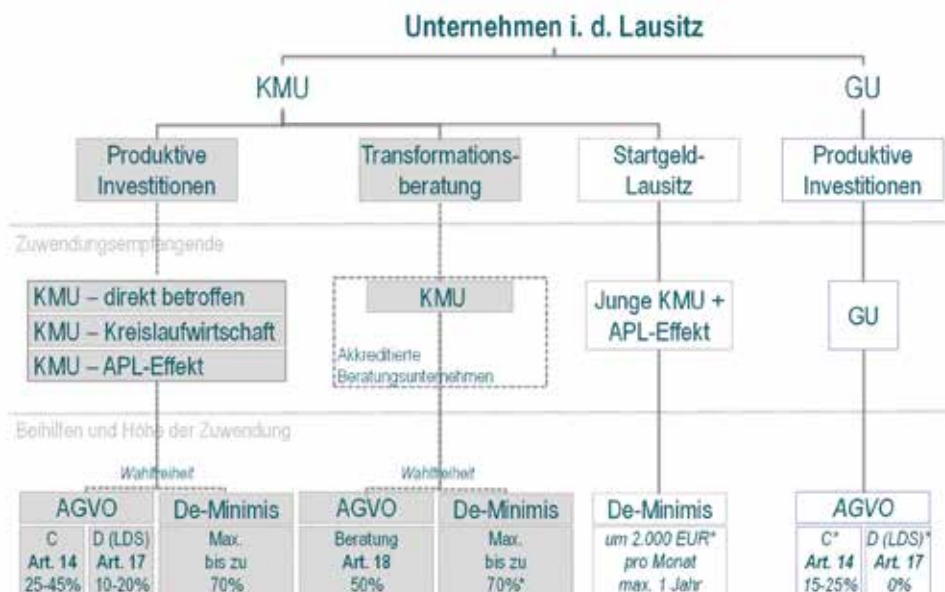 Unternehmen i. d. Lausitz
KMU
GU
Produktive
Investitionen
Transformations-
beratung
Startgeld-
Lausitz
Produktive
Investitionen
Zuwendungsempfangende
KMU – direkt betroffen
KMU – Kreislaufwirtschaft
KMU – APL-Effekt
KMU
Akkreditierte
Beratungsunternehmen
Junge KMU +
APL-Effekt
GU
Beihilfen und Höhe der Zuwendung
Wahlfreiheit
Wahlfreiheit
AGVO
C
Art. 14
25-45%
D (LDS)
Art. 17
10-20%
De-Minimis
Max.
bis zu
70%
AGVO
Beratung
Art. 18
50%
De-Minimis
Max.
bis zu
70%*
De-Minimis
um 2.000 EUR*
pro Monat
max. 1 Jahr
AGVO
C*
Art. 14
15-25%
D (LDS)*
Art. 17
0%